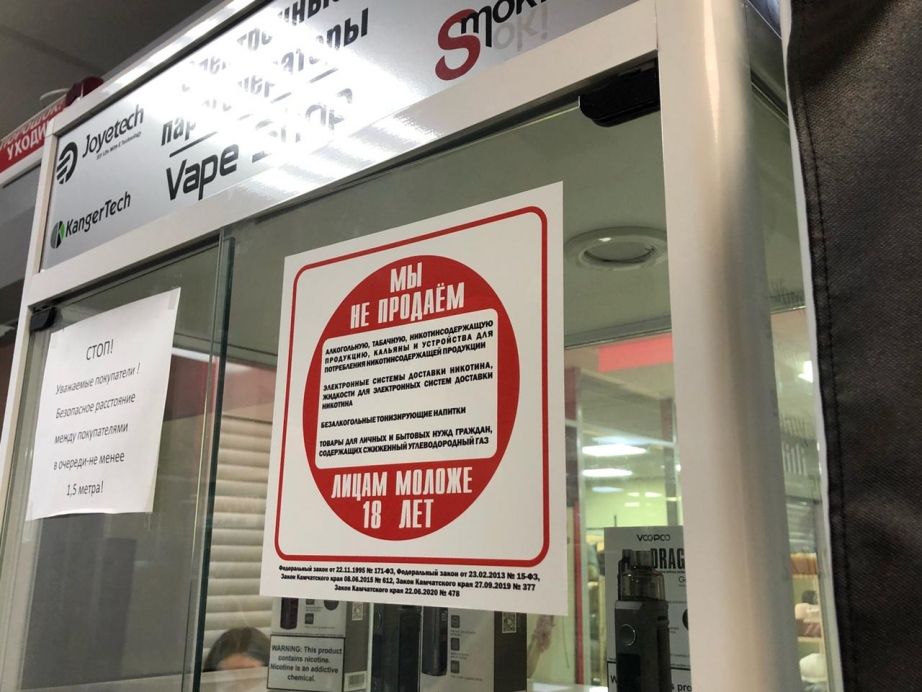 электронные
парогенераторы
Vape Shop
Joyetech
KangerTech
УХОДИ
СТОП!
Уважаемые покупатели !
Безопасное расстояние
между покупателями
в очереди-не менее
1,5 метра!
МЫ
НЕ ПРОДАЁМ
АЛКОГОЛЬНУЮ, ТАБАЧНУЮ, НИКОТИНСОДЕРЖАЩУЮ
ПРОДУКЦИЮ, КАЛЬЯНЫ И УСТРОЙСТВА ДЛЯ
ПОТРЕБЛЕНИЯ НИКОТИНСОДЕРЖАЩЕЙ ПРОДУКЦИИ
ЭЛЕКТРОННЫЕ СИСТЕМЫ ДОСТАВКИ НИКОТИНА,
ЖИДКОСТИ ДЛЯ ЭЛЕКТРОННЫХ СИСТЕМ ДОСТАВКИ
НИКОТИНА
БЕЗАЛКОГОЛЬНЫЕ ТОНИЗИРУЮЩИЕ НАПИТКИ
ТОВАРЫ ДЛЯ ЛИЧНЫХ И БЫТОВЫХ НУЖД ГРАЖДАН,
СОДЕРЖАЩИХ СЖИЖЕННЫЙ УГЛЕВОДОРОДНЫЙ ГАЗ
ЛИЦАМ МОЛОЖЕ
18 ЛЕТ
Федеральный закон от 22.11.1995 № 171-ФЗ, Федеральный закон от 23.02.2013 № 15-ФЗ,
Закон Камчатского края 08.06.2015 № 612, Закон Камчатского края 27.09.2019 № 377
Закон Камчатского края 22.06.2020 № 478
WARNING: This product
contains nicotine.
Nicotine is an addictive
chemical.
VOOPOO
DRAG